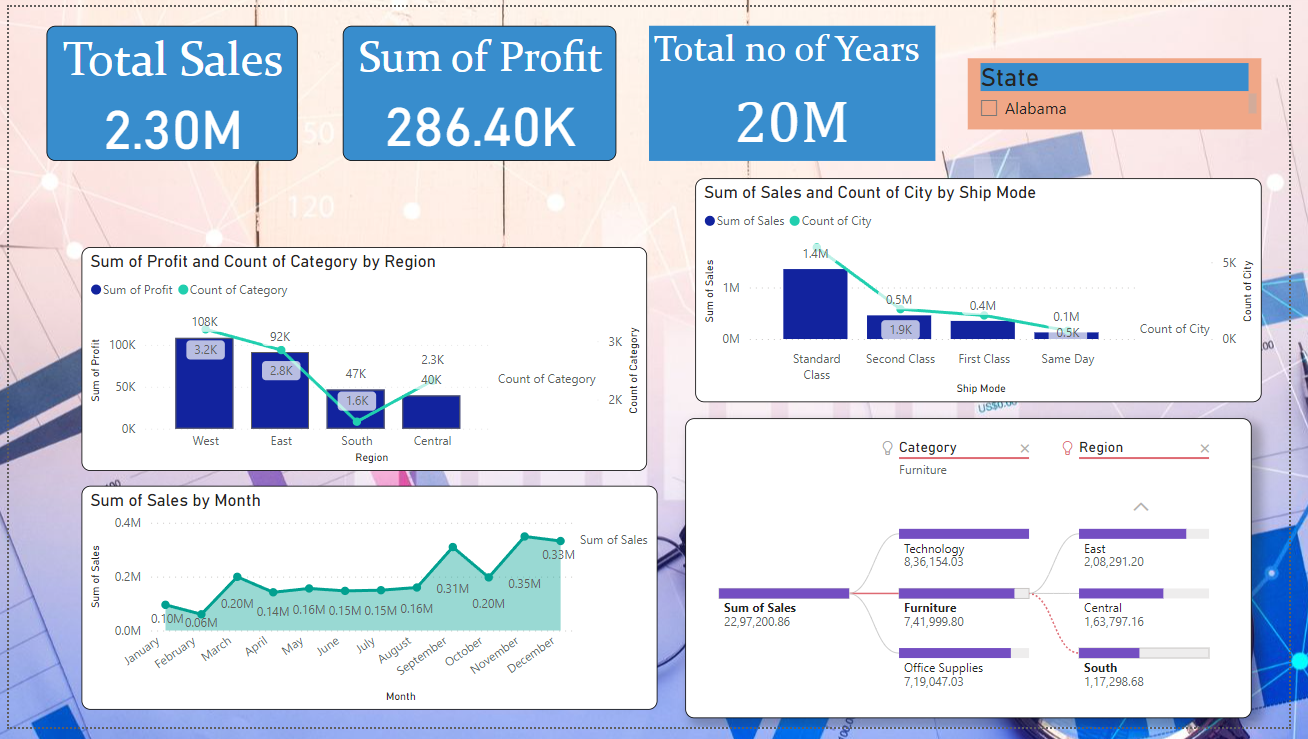 Total Sales
2.30M
Sum of Profit
286.40K
Total no of Years
20M
State
Alabama
50
120
Sum of Profit and Count of Category by Region
Sum of Profit Count of Category
Sum of Profit
100K
50K
0K
108K
3.2K
92K
2.8K
47K
1.6K
2.3K
40K
West East South Central
Region
Count of Category
3K
2K
Count of Category
Sum of Sales and Count of City by Ship Mode
Sum of Sales Count of City
Sum of Sales
1M
0M
1.4M
0.5M
1.9K
0.4M
0.1M
0.5K
Standard Class
Second Class
First Class
Same Day
Ship Mode
Count of City
5K
0K
Count of City
US$0.00
Sum of Sales by Month
Sum of Sales
0.4M
0.2M
0.0M
0.10M 0.06M 0.20M 0.14M 0.16M 0.15M 0.15M 0.16M 0.31M 0.20M 0.35M 0.33M
Sum of Sales
January February March April May June July August September October November December
Month
Category
Furniture
Region
Sum of Sales
22,97,200.86
Technology
8,36,154.03
Furniture
7,41,999.80
Office Supplies
7,19,047.03
East
2,08,291.20
Central
1,63,797.16
South
1,17,298.68